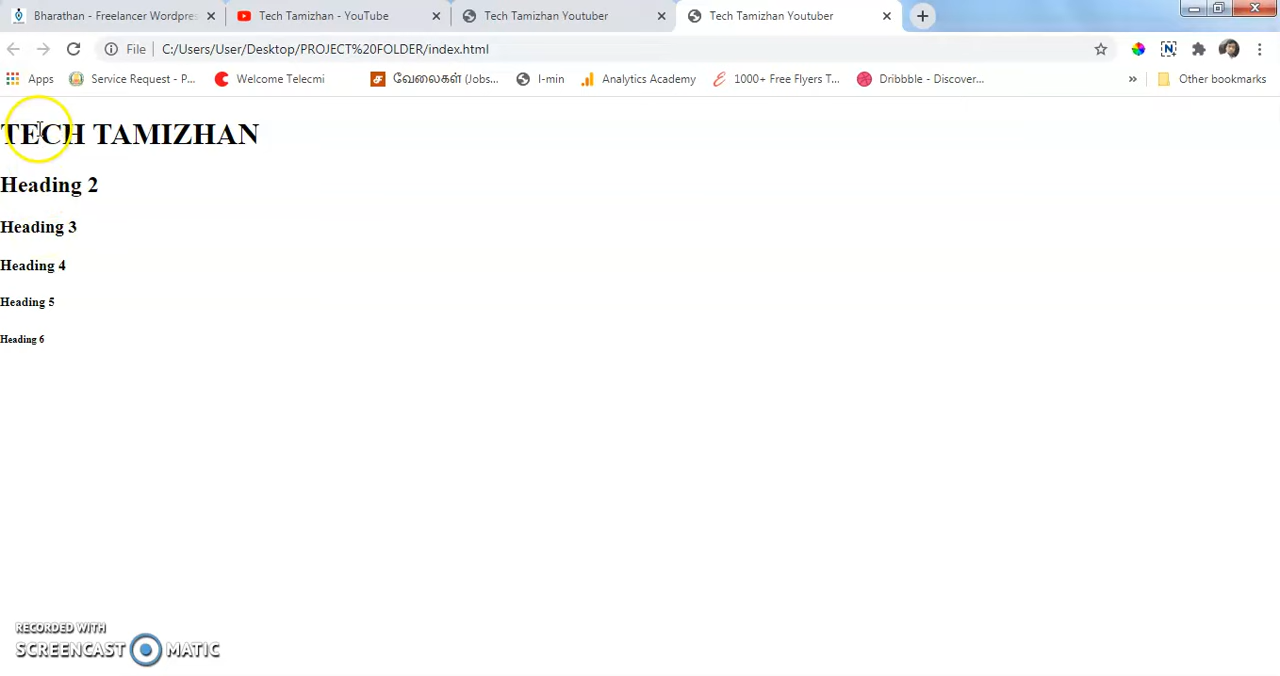 Bharathan - Freelancer Wordpres
Tech Tamizhan - YouTube
Tech Tamizhan Youtuber
Tech Tamizhan Youtuber
File C:/Users/User/Desktop/PROJECT%20FOLDER/index.html
Apps
Service Request - P...
Welcome Telecmi
வேலைகள் (Jobs...
I-min
Analytics Academy
1000+ Free Flyers T...
Dribbble - Discover...
»
Other bookmarks
TECH TAMIZHAN
Heading 2
Heading 3
Heading 4
Heading 5
Heading 6
RECORDED WITH
SCREENCAST MATIC